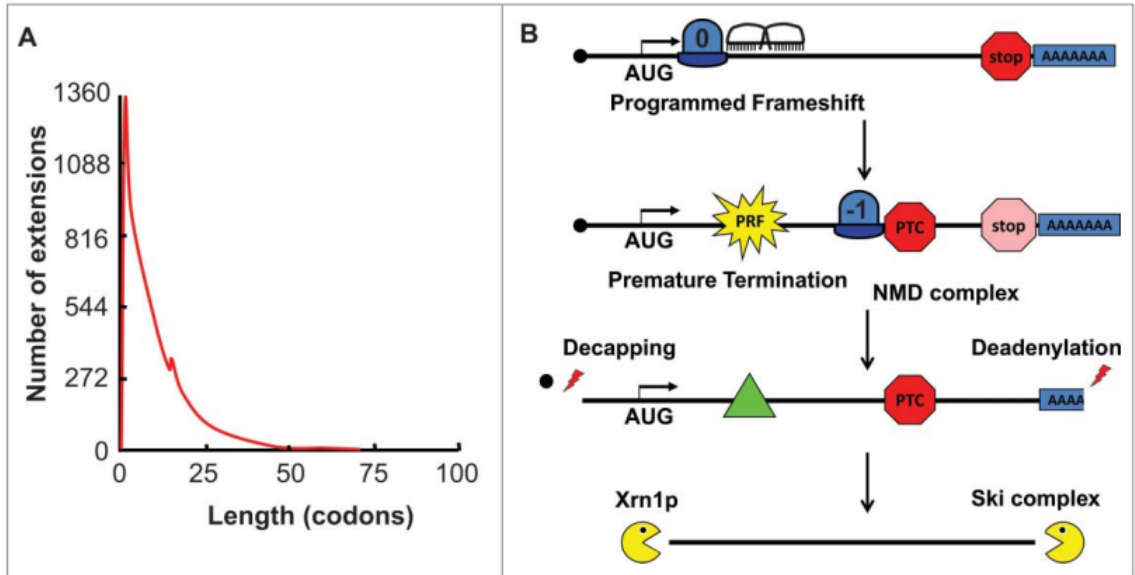 A
Number of extensions
1360
1088
816
544
272
0
0 25 50 75 100
Length (codons)
B
0
AUG
stop
AAAAAAA
Programmed Frameshift
AUG
PRF
-1
PTC
stop
AAAAAAA
Premature Termination
NMD complex
Decapping
Deadenylation
AUG
PTC
AAAA
Xrn1p
Ski complex